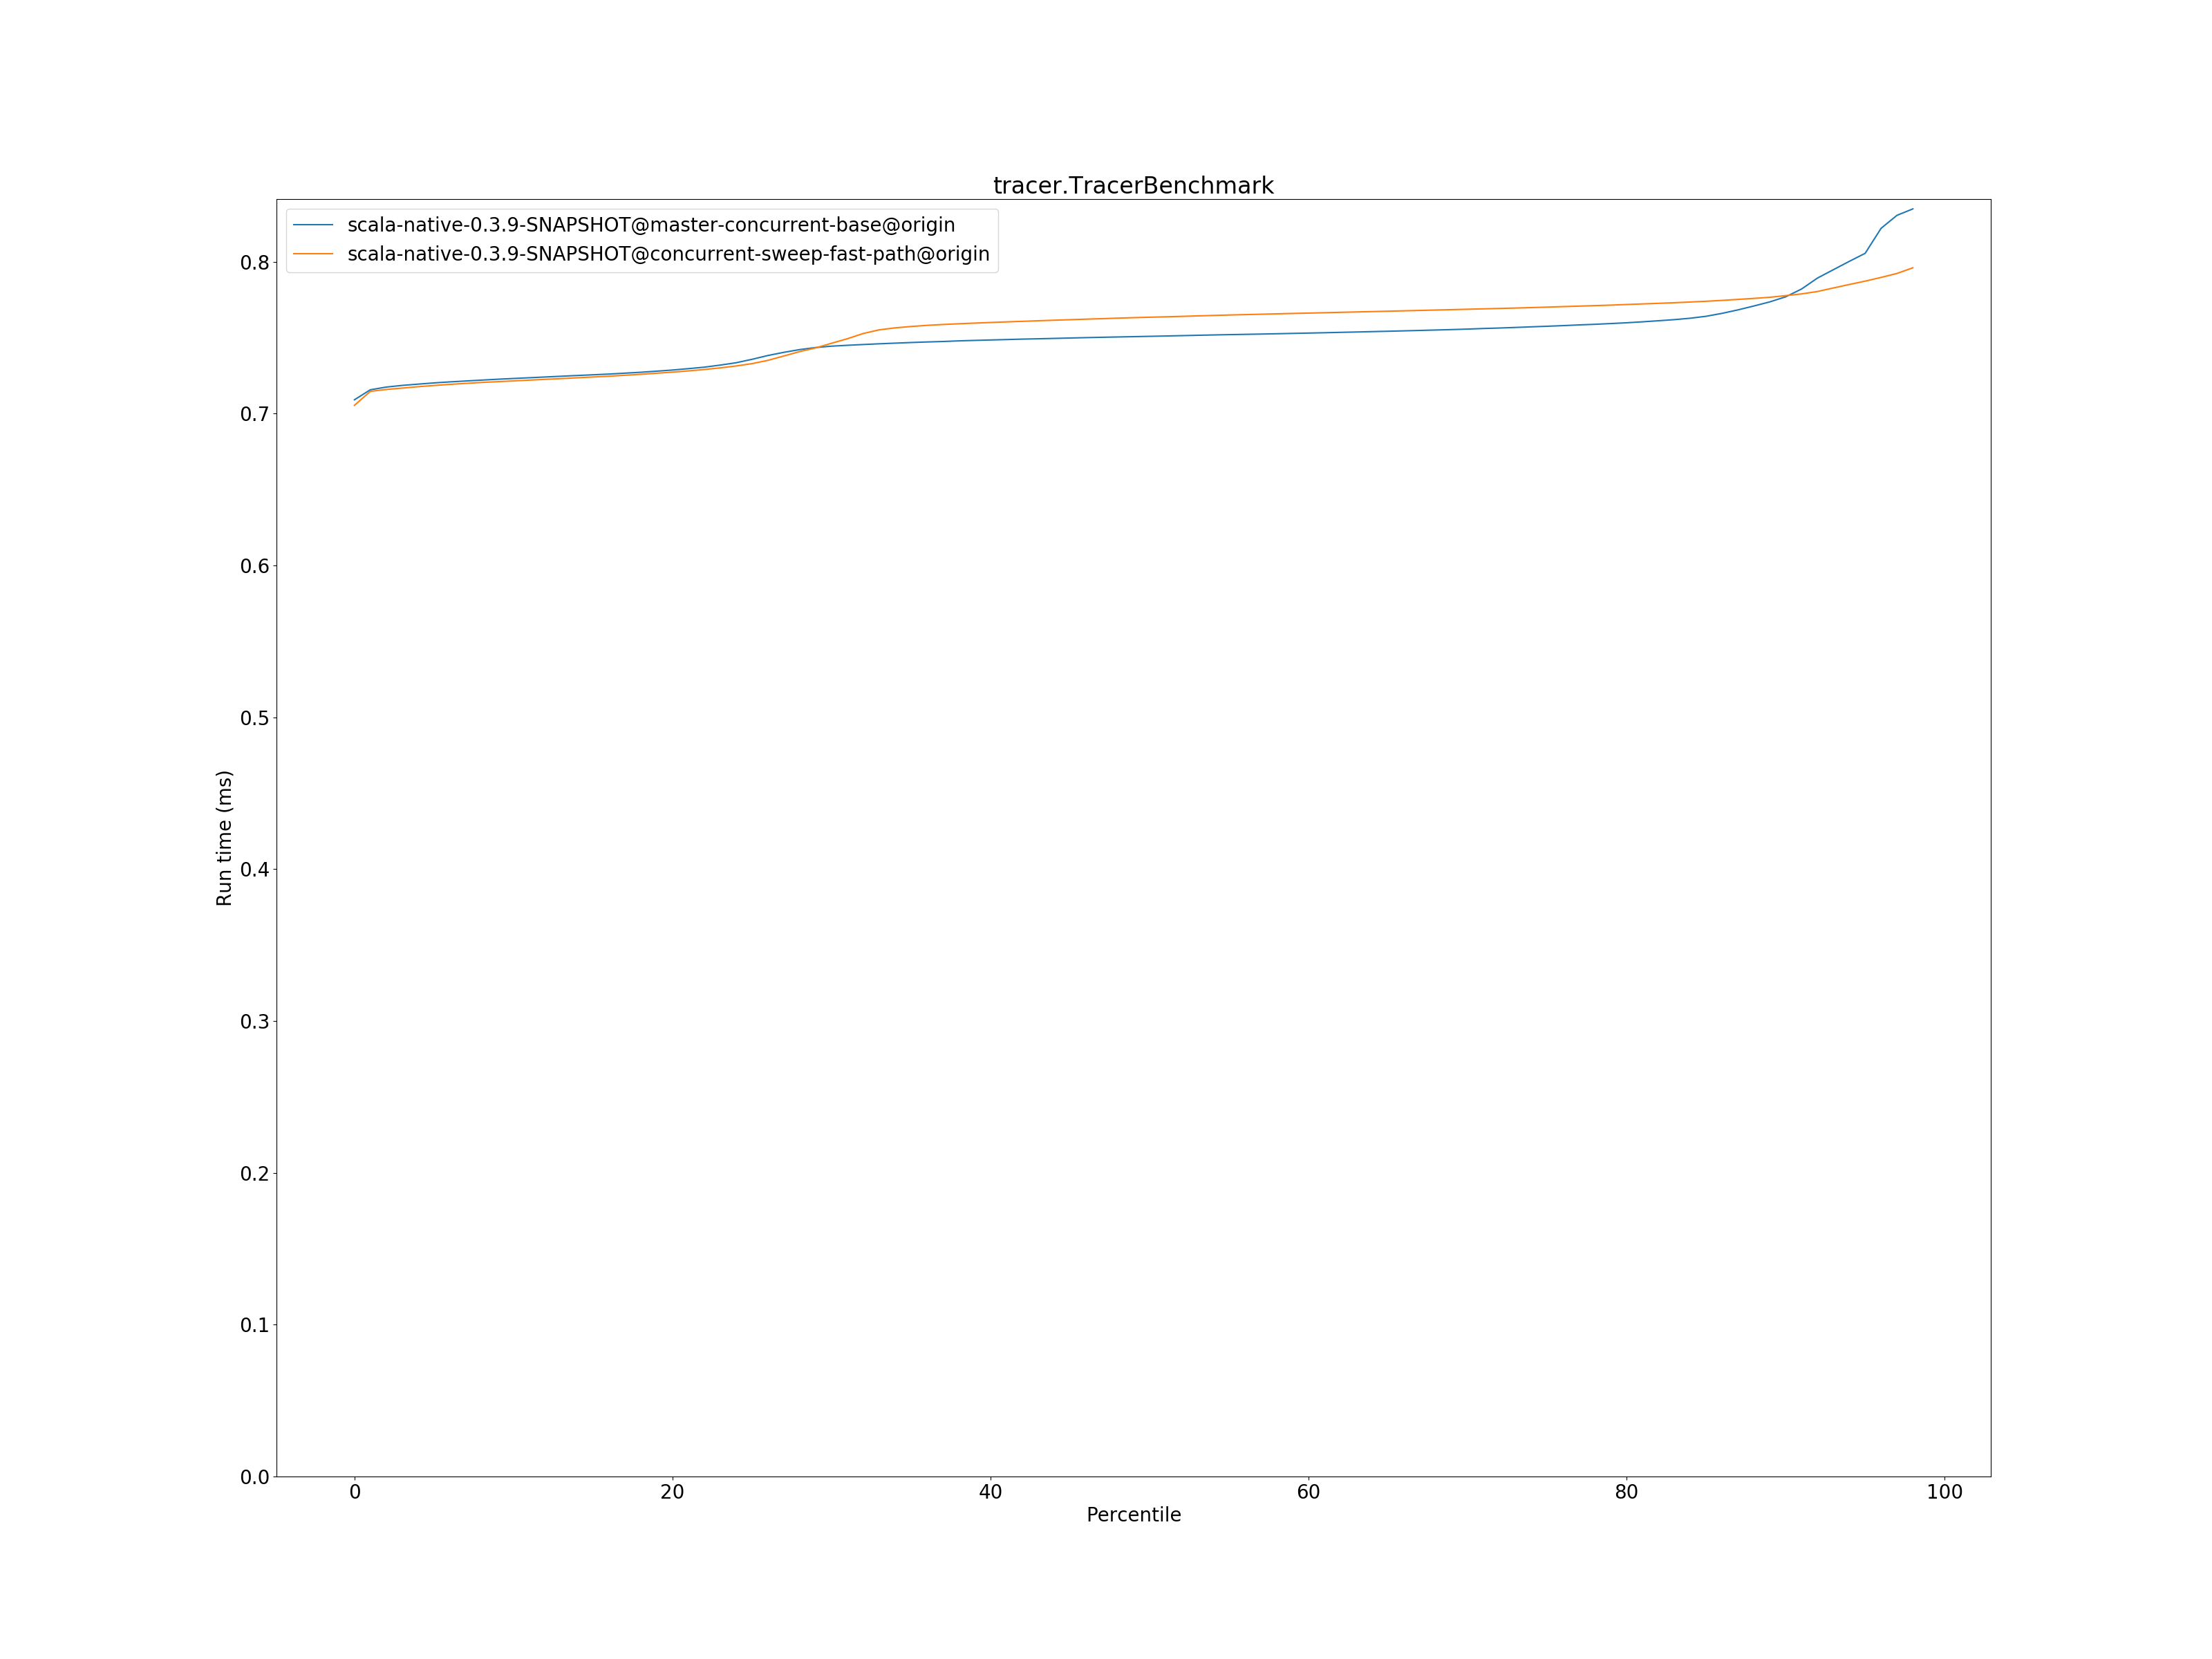 tracer.TracerBenchmark
scala-native-0.3.9-SNAPSHOT@master-concurrent-base@origin
scala-native-0.3.9-SNAPSHOT@concurrent-sweep-fast-path@origin
0.8
0.7
0.6
0.5
0.4
0.3
0.2
0.1
0.0
Run time (ms)
0 20 40 60 80 100
Percentile